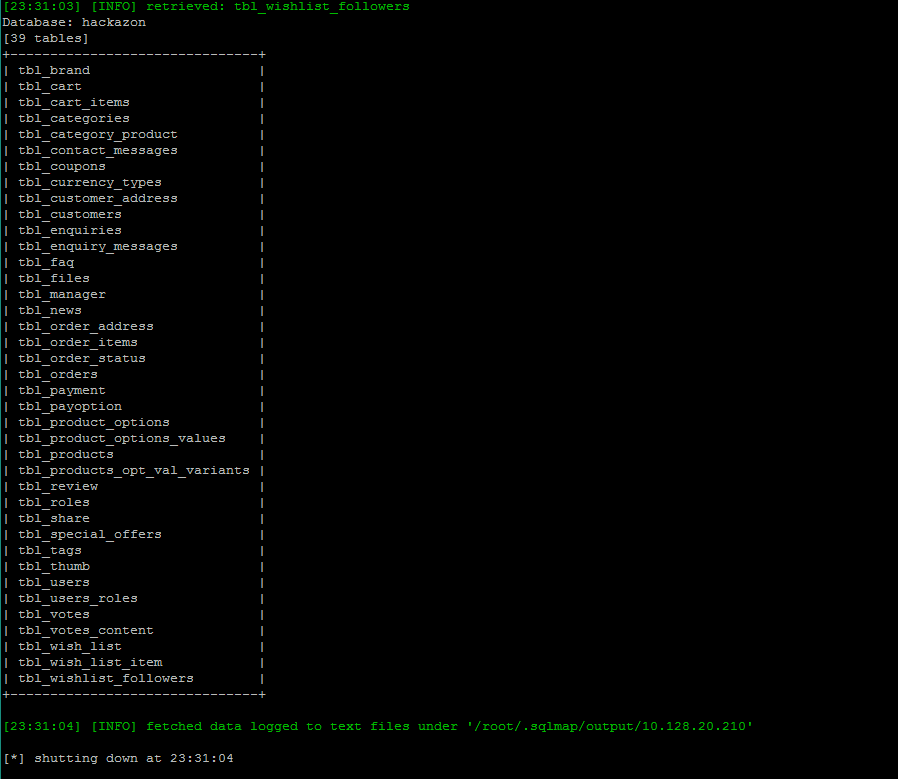 [23:31:03] [INFO] retrieved: tbl_wishlist_followers
Database: hackazon
[39 tables]
+-------------------------------+
| tbl_brand                     |
| tbl_cart                      |
| tbl_cart_items                |
| tbl_categories                |
| tbl_category_product          |
| tbl_contact_messages          |
| tbl_coupons                   |
| tbl_currency_types            |
| tbl_customer_address          |
| tbl_customers                 |
| tbl_enquiries                 |
| tbl_enquiry_messages          |
| tbl_faq                       |
| tbl_files                     |
| tbl_manager                   |
| tbl_news                      |
| tbl_order_address             |
| tbl_order_items               |
| tbl_order_status              |
| tbl_orders                    |
| tbl_payment                   |
| tbl_payoption                 |
| tbl_product_options           |
| tbl_product_options_values    |
| tbl_products                  |
| tbl_products_opt_val_variants |
| tbl_review                    |
| tbl_roles                     |
| tbl_share                     |
| tbl_special_offers            |
| tbl_tags                      |
| tbl_thumb                     |
| tbl_users                     |
| tbl_users_roles               |
| tbl_votes                     |
| tbl_votes_content             |
| tbl_wish_list                 |
| tbl_wish_list_item            |
| tbl_wishlist_followers        |
+-------------------------------+
[23:31:04] [INFO] fetched data logged to text files under '/root/.sqlmap/output/10.128.20.210'
[*] shutting down at 23:31:04